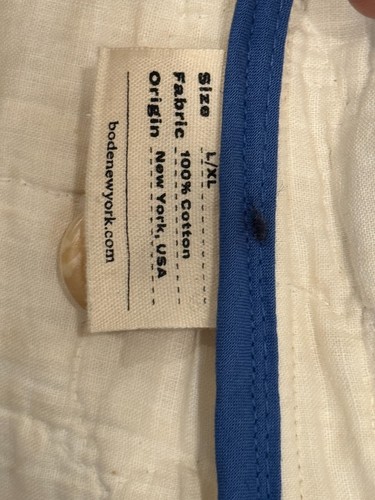 Size L/XL
Fabric 100% Cotton
Origin New York, USA
bodenewyork.com